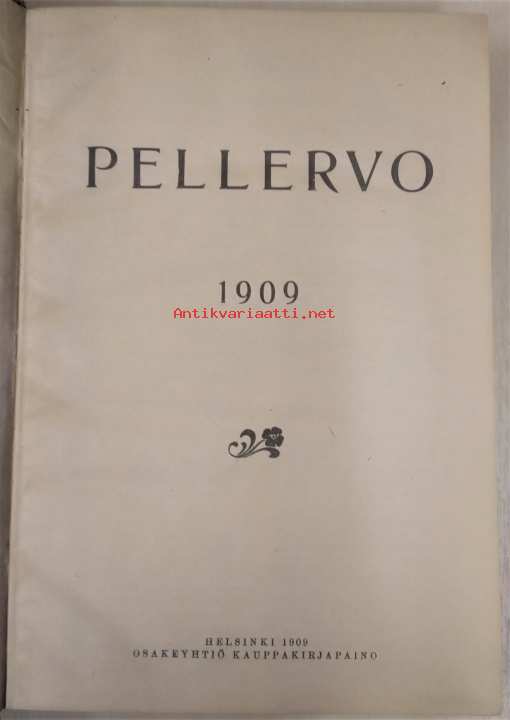 PELLERVO
1909
Antikvariaatti.net
HELSINKI 1909
OSAKEYHTIÖ KAUPPAKIRJAPAINO